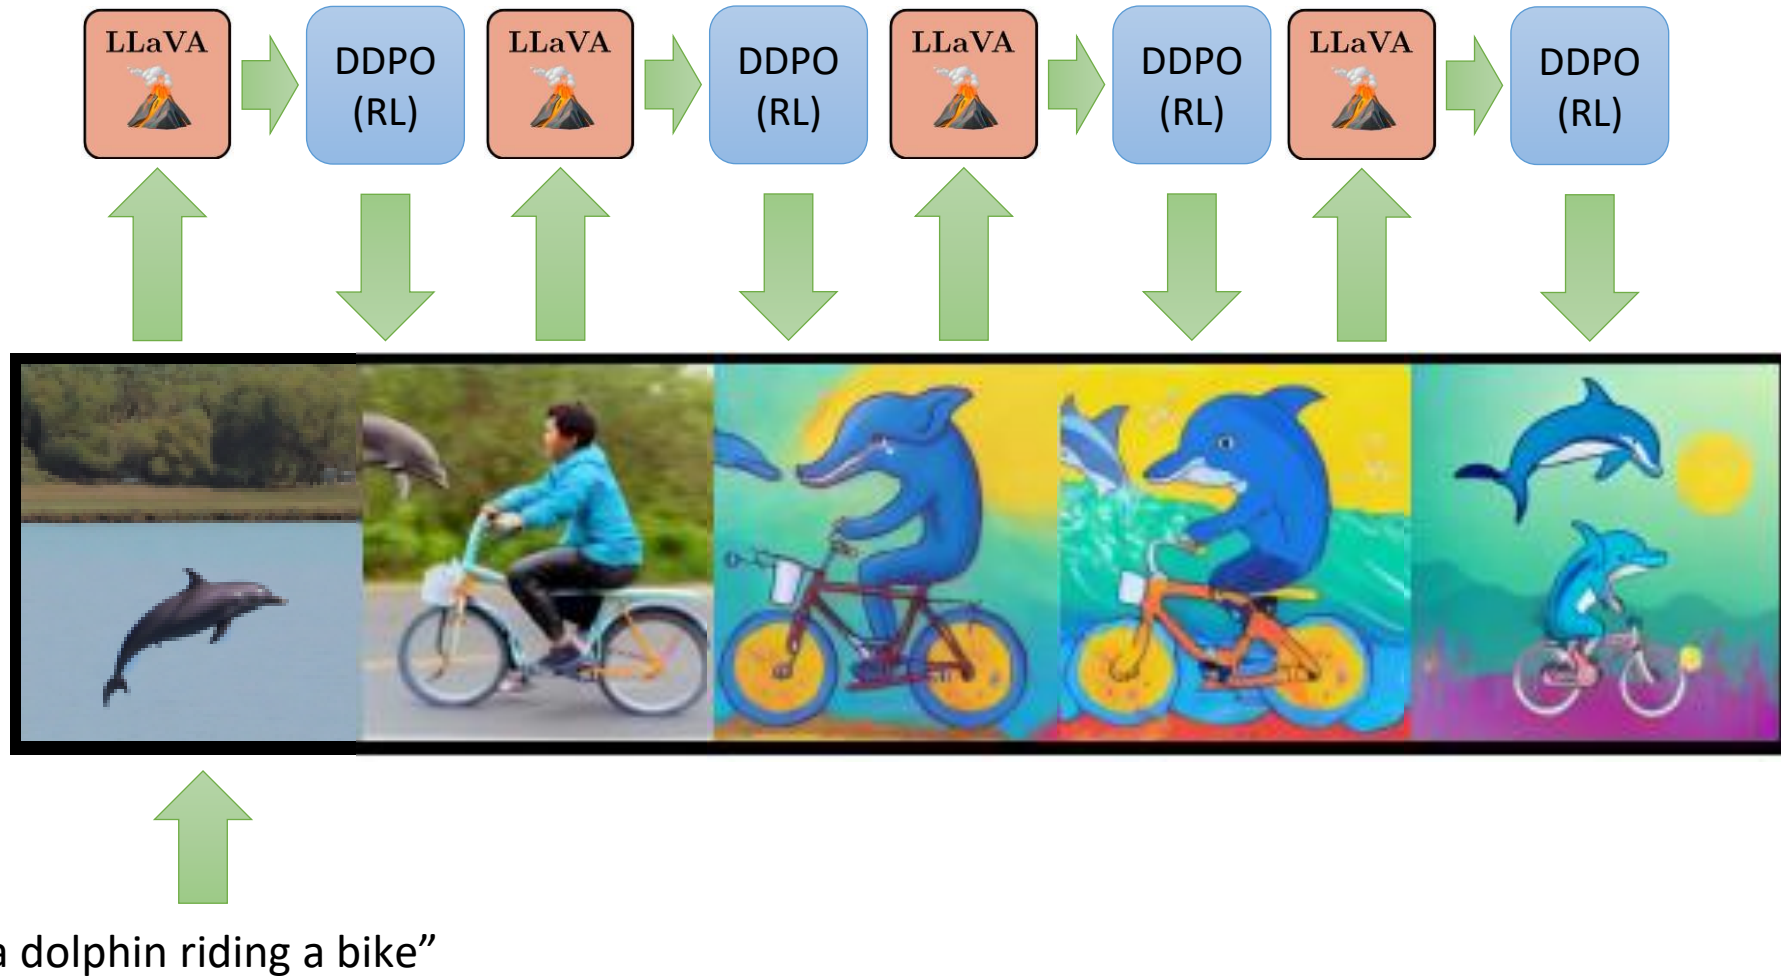 LLaVA
DDPO
(RL)
LLaVA
DDPO
(RL)
LLaVA
DDPO
(RL)
LLaVA
DDPO
(RL)
a dolphin riding a bike”